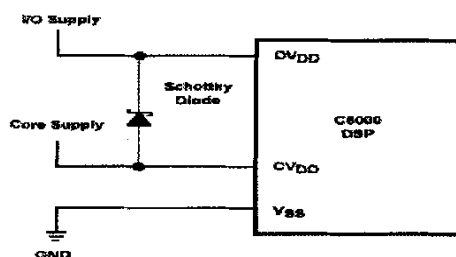 I/O Supply
DVDD
Schottky
Diode
C6000
DSP
Core Supply
CVDD
VSS
GND